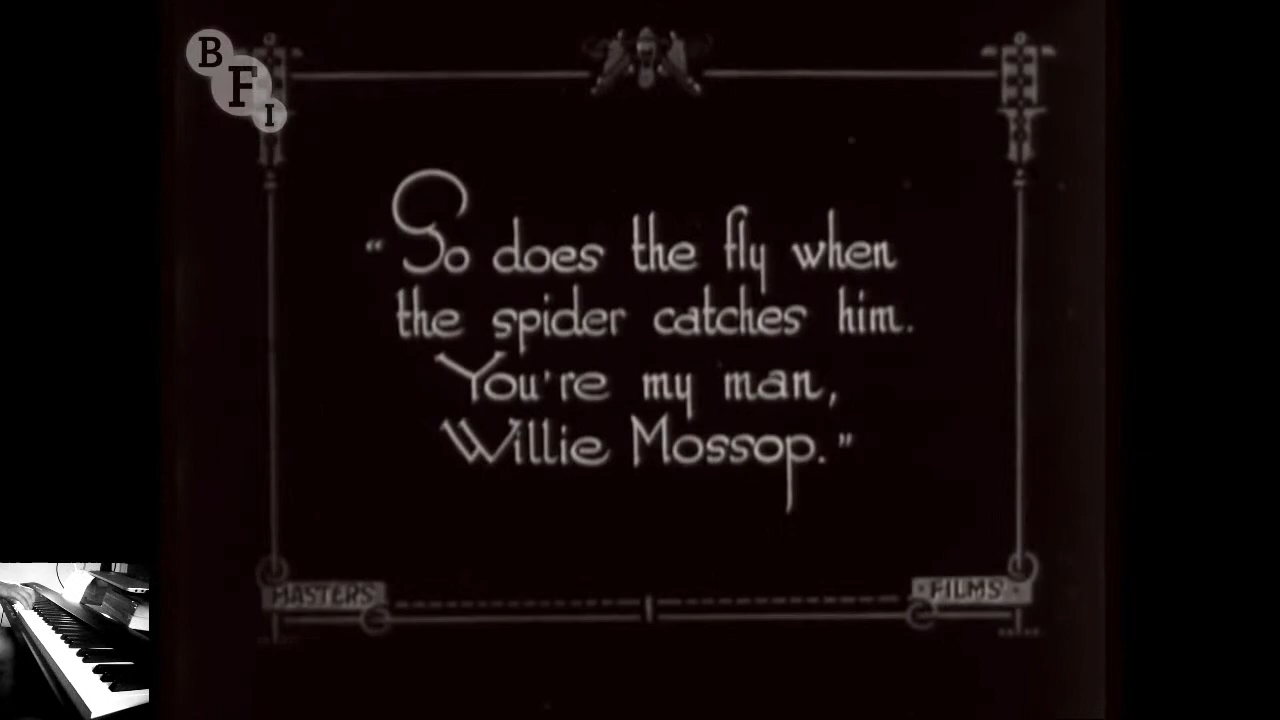 BFI
“So does the fly when
the spider catches him.
You're my man,
Willie Mossop.”
MASTERS FILMS